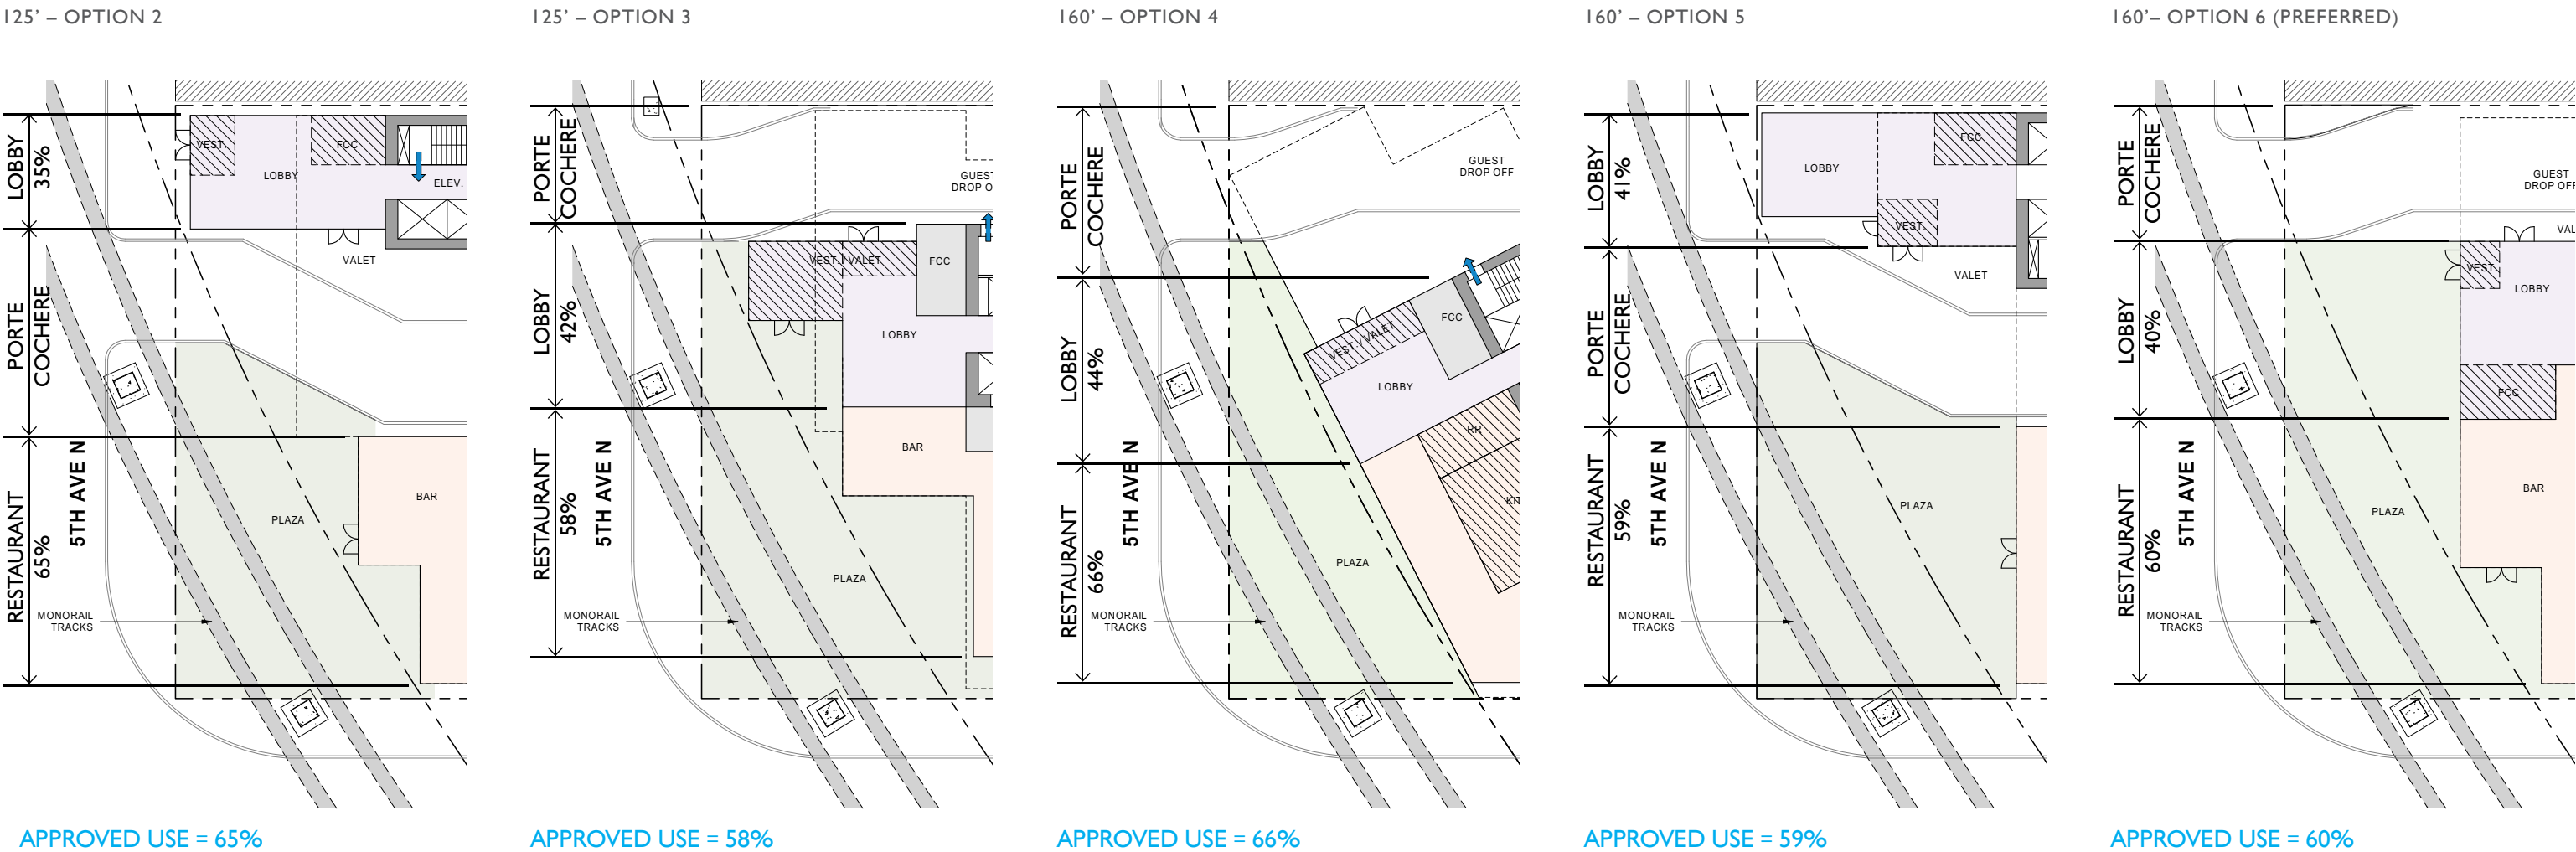 125' – OPTION 2
LOBBY
35%
PORTE
COCHERE
RESTAURANT
65%
5TH AVE N
VEST.
LOBBY
FCC
ELEV.
VALET
BAR
PLAZA
MONORAIL
TRACKS
APPROVED USE = 65%
125' – OPTION 3
PORTE
COCHERE
LOBBY
42%
RESTAURANT
58%
5TH AVE N
GUEST
DROP O
VEST. / VALET
FCC
LOBBY
BAR
PLAZA
MONORAIL
TRACKS
APPROVED USE = 58%
160' – OPTION 4
PORTE
COCHERE
LOBBY
44%
RESTAURANT
66%
5TH AVE N
GUEST
DROP OFF
VEST. / VALET
FCC
LOBBY
RR
KIT
PLAZA
MONORAIL
TRACKS
APPROVED USE = 66%
160' – OPTION 5
LOBBY
41%
PORTE
COCHERE
RESTAURANT
59%
5TH AVE N
LOBBY
FCC
VEST.
VALET
PLAZA
MONORAIL
TRACKS
APPROVED USE = 59%
160'– OPTION 6 (PREFERRED)
PORTE
COCHERE
LOBBY
40%
RESTAURANT
60%
5TH AVE N
GUEST
DROP OFF
VAL
VEST.
LOBBY
FCC
BAR
PLAZA
MONORAIL
TRACKS
APPROVED USE = 60%